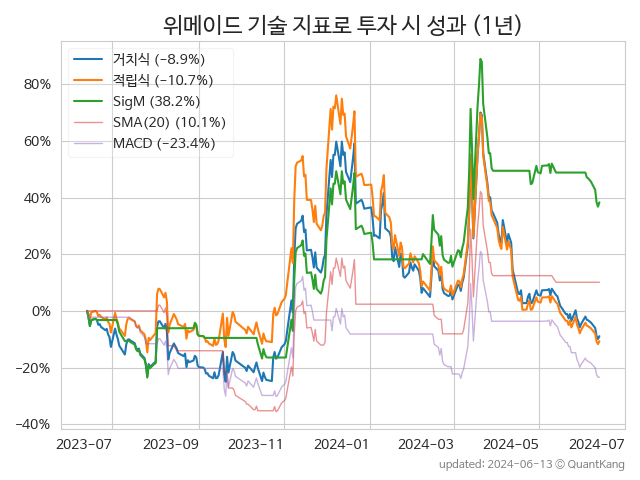 위메이드 기술 지표로 투자 시 성과 (1년)
거치식 (−8.9%)
적립식 (−10.7%)
SigM (38.2%)
SMA(20) (10.1%)
MACD (−23.4%)
80%
60%
40%
20%
0%
−20%
−40%
2023-07 2023-09 2023-11 2024-01 2024-03 2024-05 2024-07
updated: 2024-06-13 © QuantKang